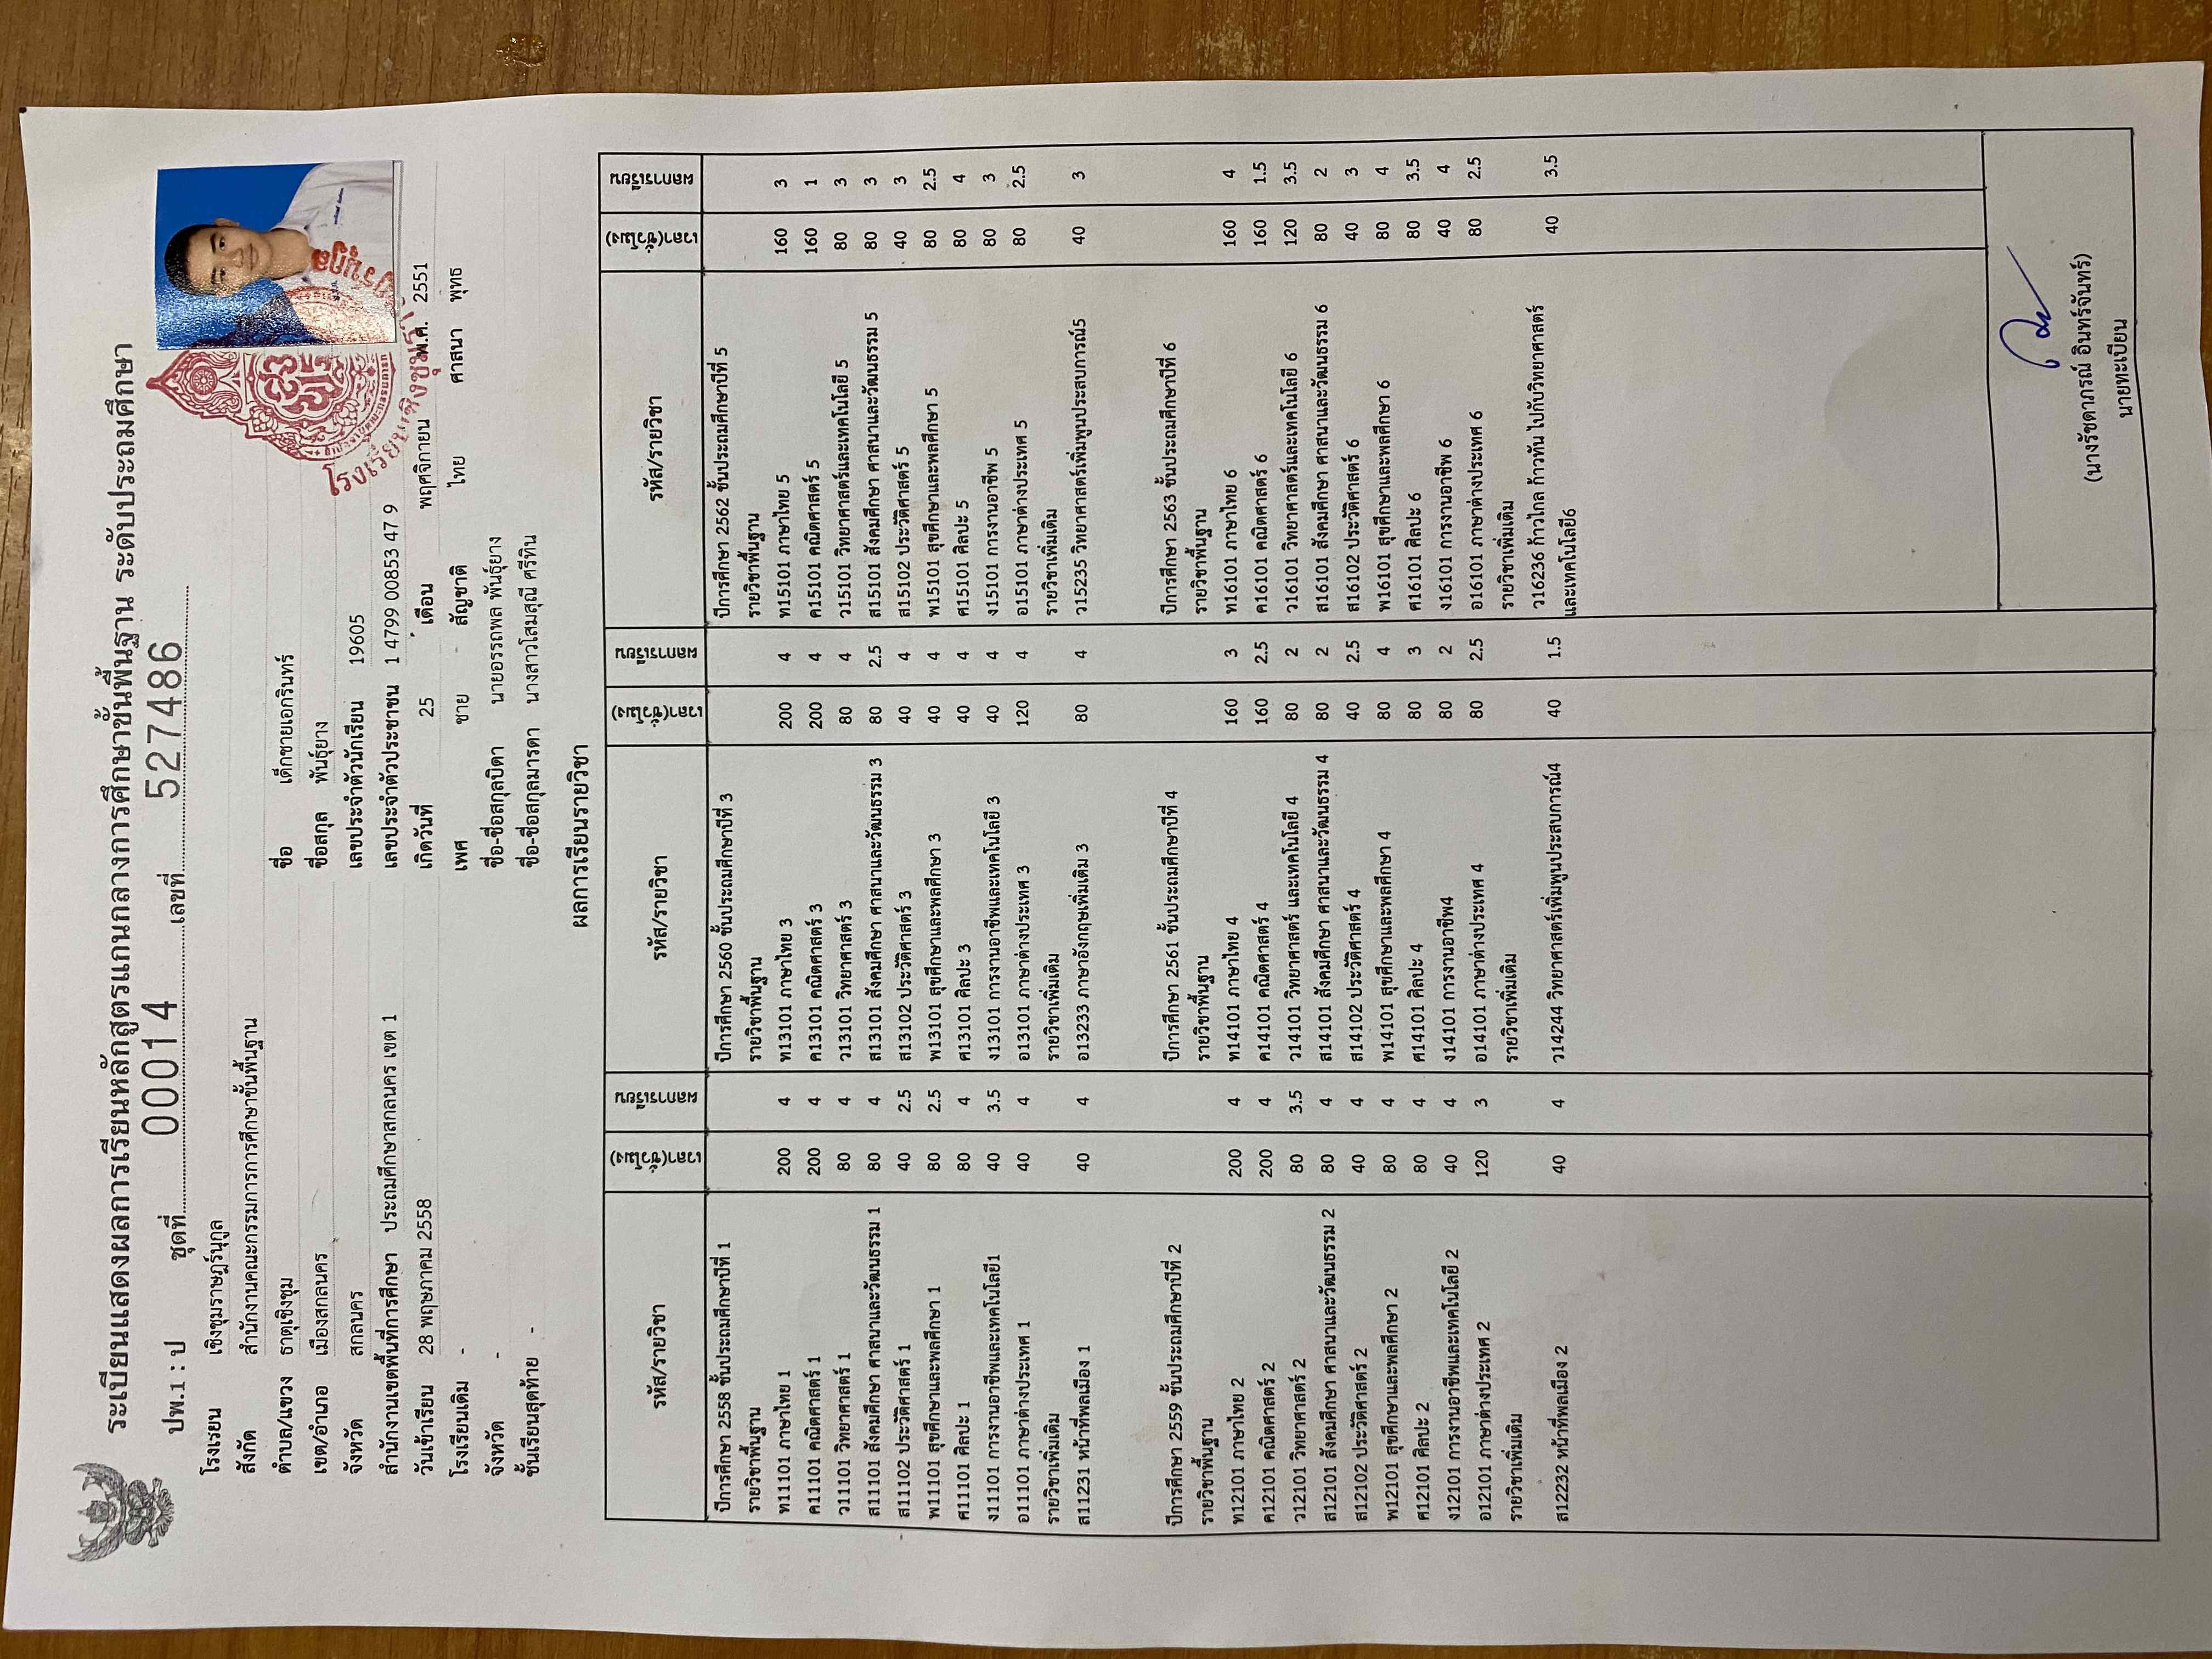 ระเบียนแสดงผลการเรียนหลักสูตรแกนกลางการศึกษาขั้นพื้นฐาน ระดับประถมศึกษา
ปพ.1 : ป ชุดที่ 00014 เลขที่ 527486
โรงเรียน เชิงชุมราษฎร์นุกูล
สังกัด สำนักงานคณะกรรมการการศึกษาขั้นพื้นฐาน
ตำบล/แขวง ธาตุเชิงชุม
เขต/อำเภอ เมืองสกลนคร
จังหวัด สกลนคร
สำนักงานเขตพื้นที่การศึกษา ประถมศึกษาสกลนคร เขต 1
วันเข้าเรียน 28 พฤษภาคม 2558
โรงเรียนเดิม -
จังหวัด -
ชั้นเรียนสุดท้าย -
ชื่อ เด็กชายเอกรินทร์
ชื่อสกุล พันธุ์ยาง
เลขประจำตัวนักเรียน 19605
เลขประจำตัวประชาชน 1 4799 00853 47 9
เกิดวันที่ 25 เดือน พฤศจิกายน พ.ศ. 2551
เพศ ชาย สัญชาติ ไทย ศาสนา พุทธ
ชื่อ-ชื่อสกุลบิดา นายอรรถพล พันธุ์ยาง
ชื่อ-ชื่อสกุลมารดา นางสาวโสมสุณี ศรีทิน
ผลการเรียนรายวิชา
รหัส/รายวิชา เวลา(ชั่วโมง) ผลการเรียน
ปีการศึกษา 2558 ชั้นประถมศึกษาปีที่ 1
รายวิชาพื้นฐาน
ท11101 ภาษาไทย 1 200 4
ค11101 คณิตศาสตร์ 1 200 4
ว11101 วิทยาศาสตร์ 1 80 4
ส11101 สังคมศึกษา ศาสนาและวัฒนธรรม 1 80 4
ส11102 ประวัติศาสตร์ 1 40 2.5
พ11101 สุขศึกษาและพลศึกษา 1 80 2.5
ศ11101 ศิลปะ 1 80 4
ง11101 การงานอาชีพและเทคโนโลยี1 40 3.5
อ11101 ภาษาต่างประเทศ 1 40 4
รายวิชาเพิ่มเติม
ส11231 หน้าที่พลเมือง 1 40 4
ปีการศึกษา 2559 ชั้นประถมศึกษาปีที่ 2
รายวิชาพื้นฐาน
ท12101 ภาษาไทย 2 200 4
ค12101 คณิตศาสตร์ 2 200 4
ว12101 วิทยาศาสตร์ 2 80 3.5
ส12101 สังคมศึกษา ศาสนาและวัฒนธรรม 2 80 4
ส12102 ประวัติศาสตร์ 2 40 4
พ12101 สุขศึกษาและพลศึกษา 2 80 4
ศ12101 ศิลปะ 2 80 4
ง12101 การงานอาชีพและเทคโนโลยี 2 40 4
อ12101 ภาษาต่างประเทศ 2 120 3
รายวิชาเพิ่มเติม
ส12232 หน้าที่พลเมือง 2 40 4
รหัส/รายวิชา เวลา(ชั่วโมง) ผลการเรียน
ปีการศึกษา 2560 ชั้นประถมศึกษาปีที่ 3
รายวิชาพื้นฐาน
ท13101 ภาษาไทย 3 200 4
ค13101 คณิตศาสตร์ 3 200 4
ว13101 วิทยาศาสตร์ 3 80 4
ส13101 สังคมศึกษา ศาสนาและวัฒนธรรม 3 80 2.5
ส13102 ประวัติศาสตร์ 3 40 4
พ13101 สุขศึกษาและพลศึกษา 3 40 4
ศ13101 ศิลปะ 3 40 4
ง13101 การงานอาชีพและเทคโนโลยี 3 40 4
อ13101 ภาษาต่างประเทศ 3 120 4
รายวิชาเพิ่มเติม
อ13233 ภาษาอังกฤษเพิ่มเติม 3 80 4
ปีการศึกษา 2561 ชั้นประถมศึกษาปีที่ 4
รายวิชาพื้นฐาน
ท14101 ภาษาไทย 4 160 3
ค14101 คณิตศาสตร์ 4 160 2.5
ว14101 วิทยาศาสตร์ และเทคโนโลยี 4 80 2
ส14101 สังคมศึกษา ศาสนาและวัฒนธรรม 4 80 2
ส14102 ประวัติศาสตร์ 4 40 2.5
พ14101 สุขศึกษาและพลศึกษา 4 80 4
ศ14101 ศิลปะ 4 80 3
ง14101 การงานอาชีพ4 80 2
อ14101 ภาษาต่างประเทศ 4 80 2.5
รายวิชาเพิ่มเติม
ว14244 วิทยาศาสตร์เพิ่มพูนประสบการณ์4 40 1.5
รหัส/รายวิชา เวลา(ชั่วโมง) ผลการเรียน
ปีการศึกษา 2562 ชั้นประถมศึกษาปีที่ 5
รายวิชาพื้นฐาน
ท15101 ภาษาไทย 5 160 3
ค15101 คณิตศาสตร์ 5 160 1
ว15101 วิทยาศาสตร์และเทคโนโลยี 5 80 3
ส15101 สังคมศึกษา ศาสนาและวัฒนธรรม 5 80 3
ส15102 ประวัติศาสตร์ 5 40 3
พ15101 สุขศึกษาและพลศึกษา 5 80 2.5
ศ15101 ศิลปะ 5 80 4
ง15101 การงานอาชีพ 5 80 3
อ15101 ภาษาต่างประเทศ 5 80 2.5
รายวิชาเพิ่มเติม
ว15235 วิทยาศาสตร์เพิ่มพูนประสบการณ์5 40 3
ปีการศึกษา 2563 ชั้นประถมศึกษาปีที่ 6
รายวิชาพื้นฐาน
ท16101 ภาษาไทย 6 160 4
ค16101 คณิตศาสตร์ 6 160 1.5
ว16101 วิทยาศาสตร์และเทคโนโลยี 6 120 3.5
ส16101 สังคมศึกษา ศาสนาและวัฒนธรรม 6 80 2
ส16102 ประวัติศาสตร์ 6 40 3
พ16101 สุขศึกษาและพลศึกษา 6 80 4
ศ16101 ศิลปะ 6 80 3.5
ง16101 การงานอาชีพ 6 40 4
อ16101 ภาษาต่างประเทศ 6 80 2.5
รายวิชาเพิ่มเติม
ว16236 ก้าวไกล ก้าวทัน ไปกับวิทยาศาสตร์ 40 3.5
และเทคโนโลยี6
(นางรัชดาภรณ์ อินทร์จันทร์)
นายทะเบียน